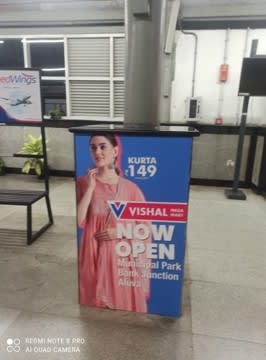 edWings
KURTA
₹149
VISHAL MEGA MART
NOW
OPEN
Municipal Park
Bank Junction
Aluva
REDMI NOTE 8 PRO
AI QUAD CAMERA